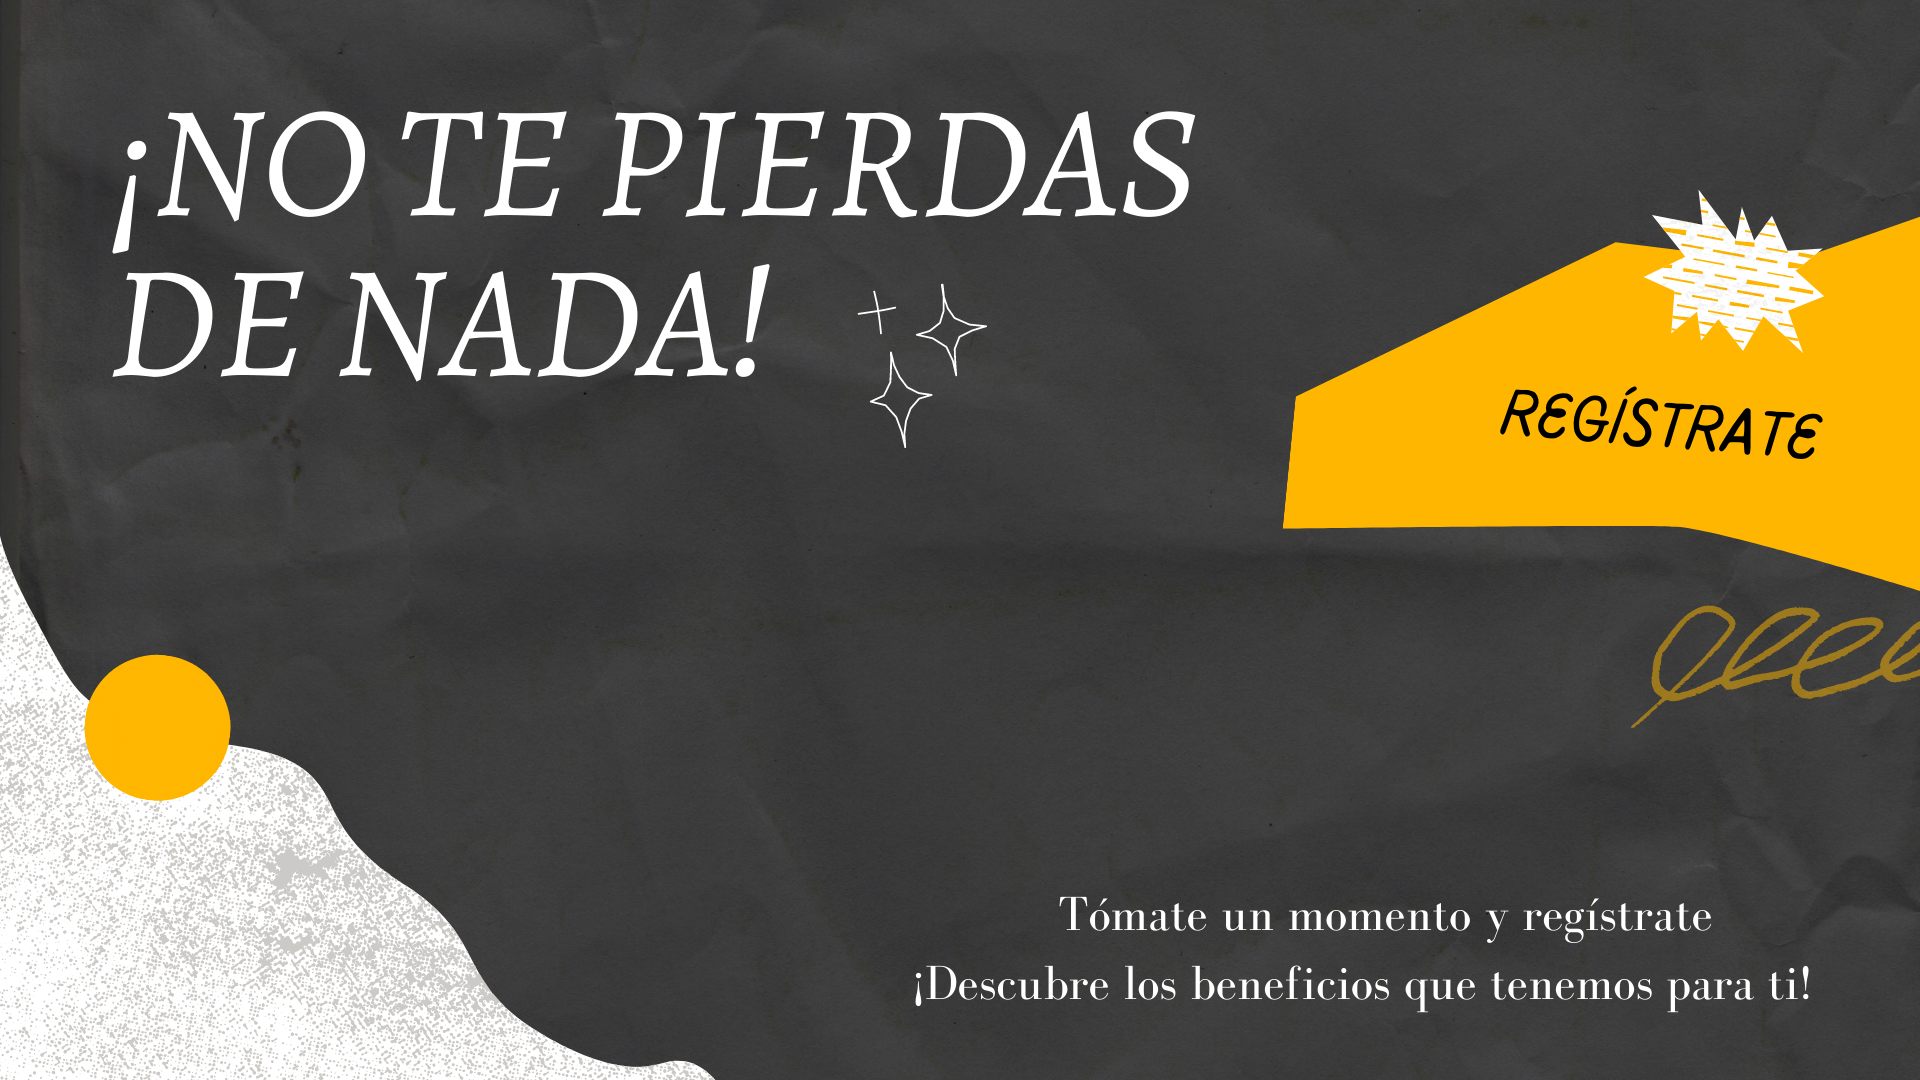 ¡NO TE PIERDAS
DE NADA!
REGÍSTRATE
Tómate un momento y regístrate
¡Descubre los beneficios que tenemos para ti!